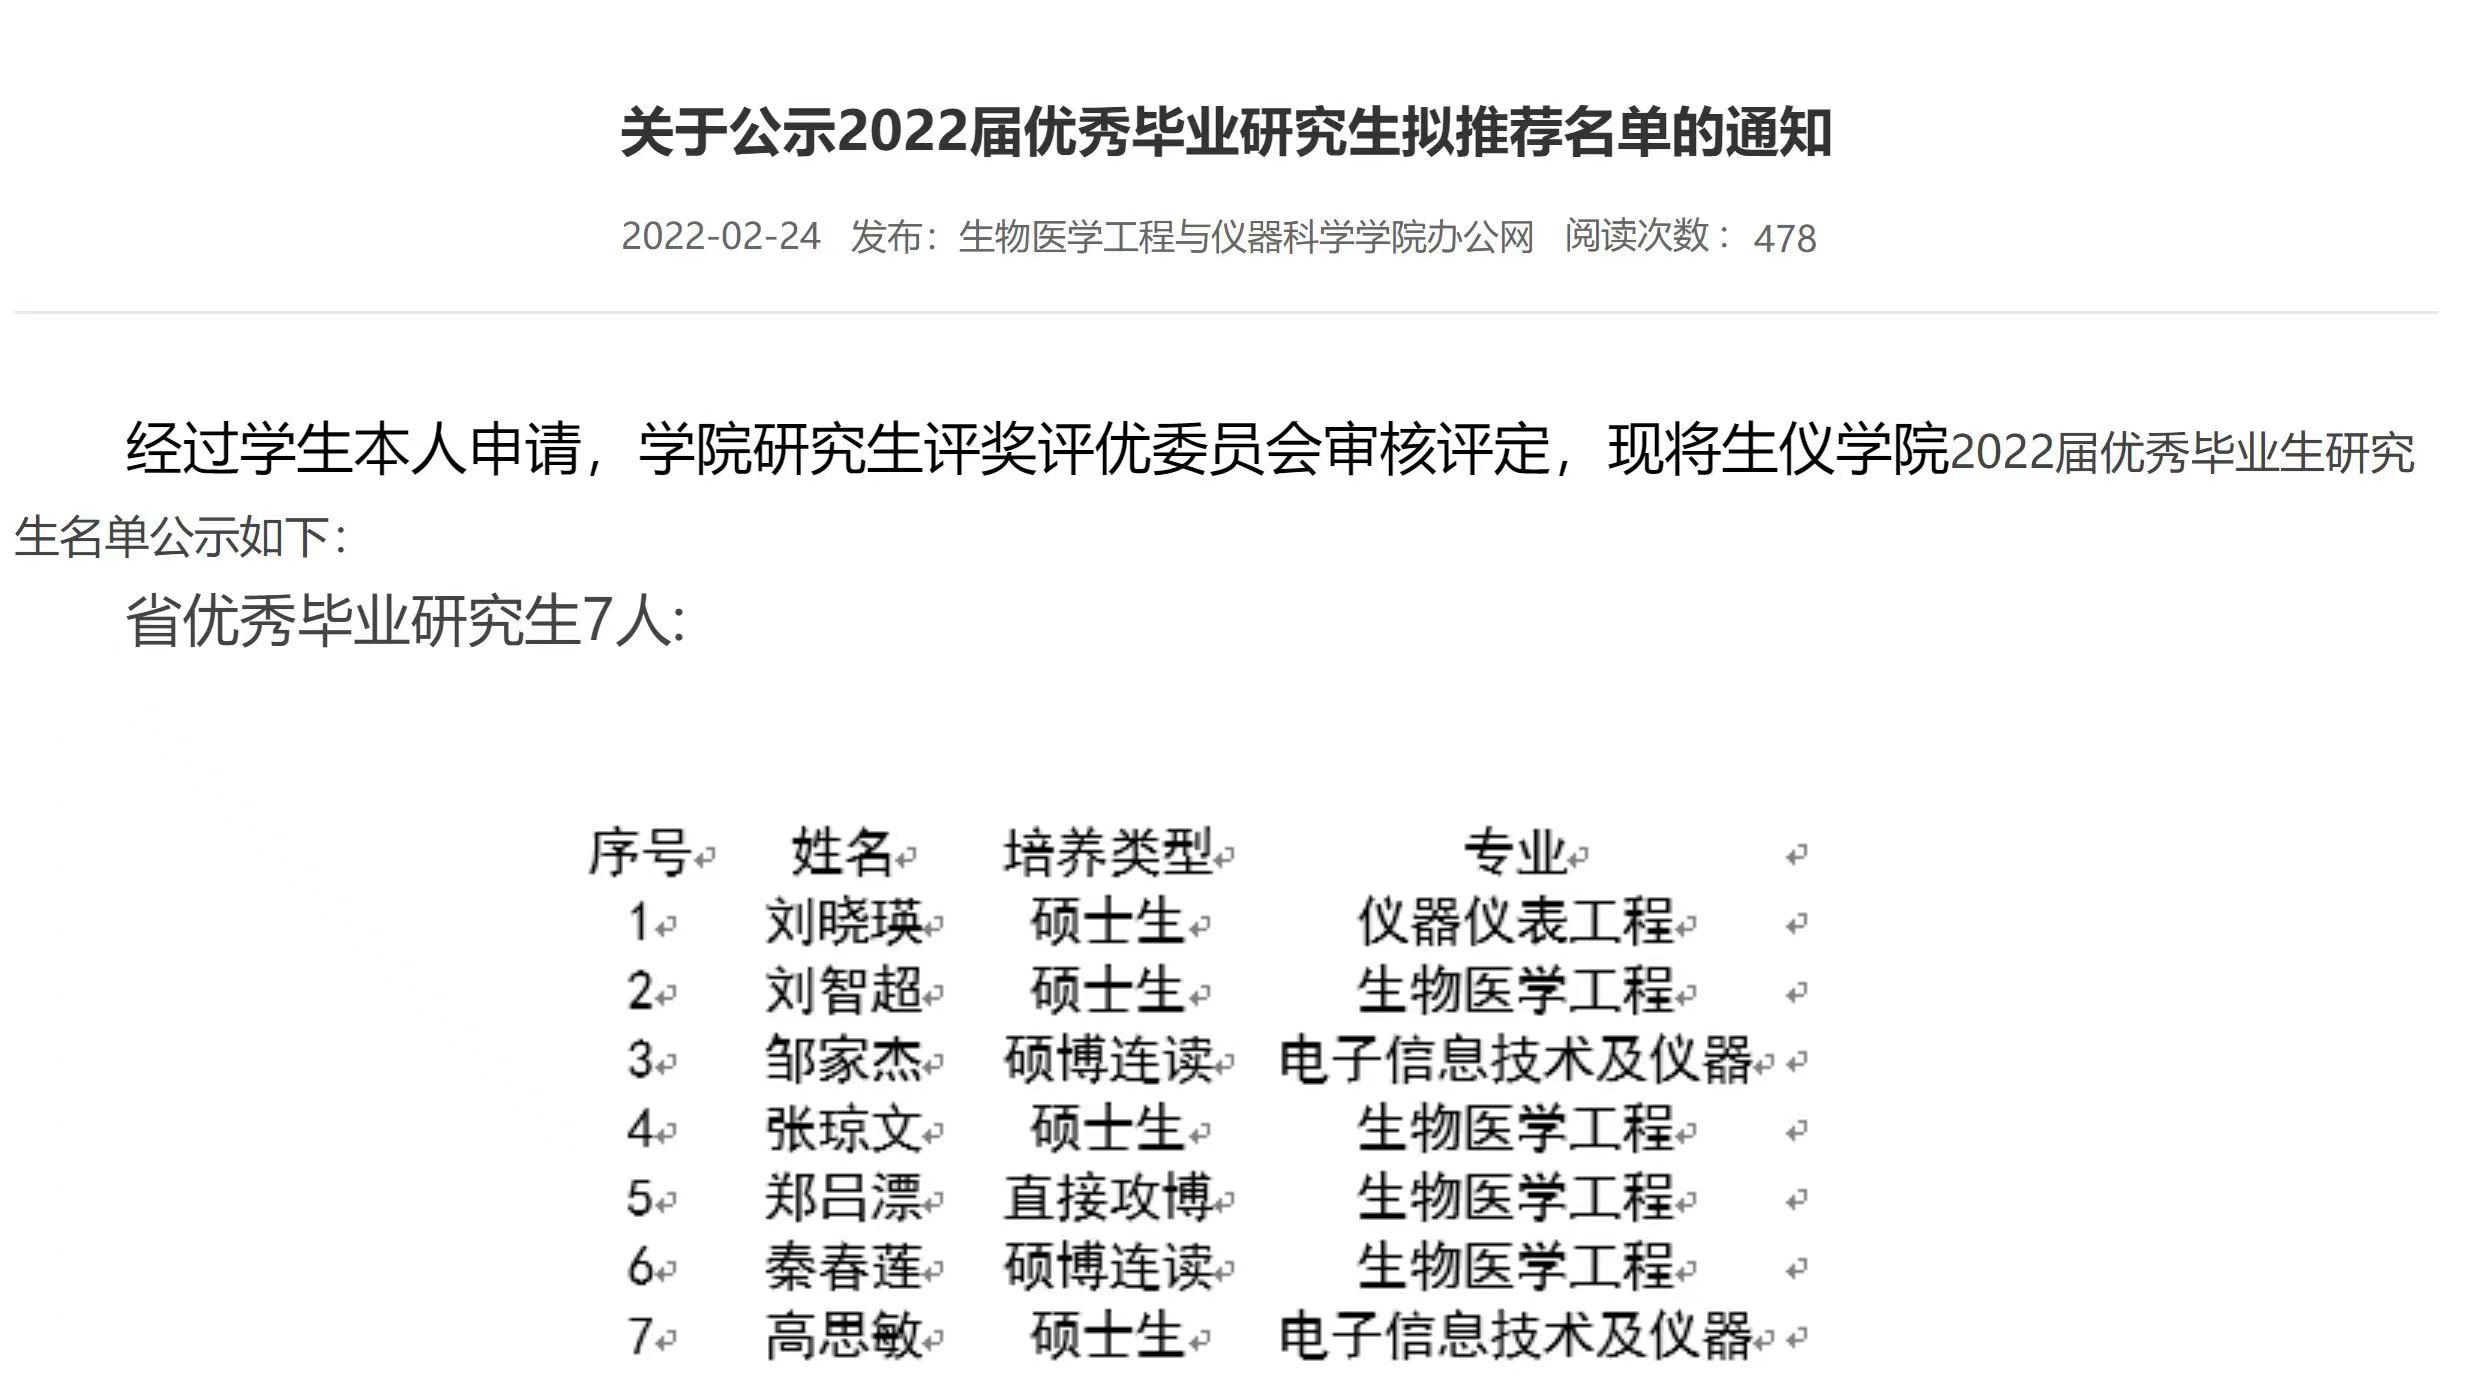 关于公示2022届优秀毕业研究生拟推荐名单的通知
2022-02-24 发布：生物医学工程与仪器科学学院办公网 阅读次数：478
经过学生本人申请，学院研究生评奖评优委员会审核评定，现将生仪学院2022届优秀毕业生研究
生名单公示如下：
省优秀毕业研究生7人：
序号 姓名 培养类型 专业
1 刘晓瑛 硕士生 仪器仪表工程
2 刘智超 硕士生 生物医学工程
3 邹家杰 硕博连读 电子信息技术及仪器
4 张琼文 硕士生 生物医学工程
5 郑吕漂 直接攻博 生物医学工程
6 秦春莲 硕博连读 生物医学工程
7 高思敏 硕士生 电子信息技术及仪器